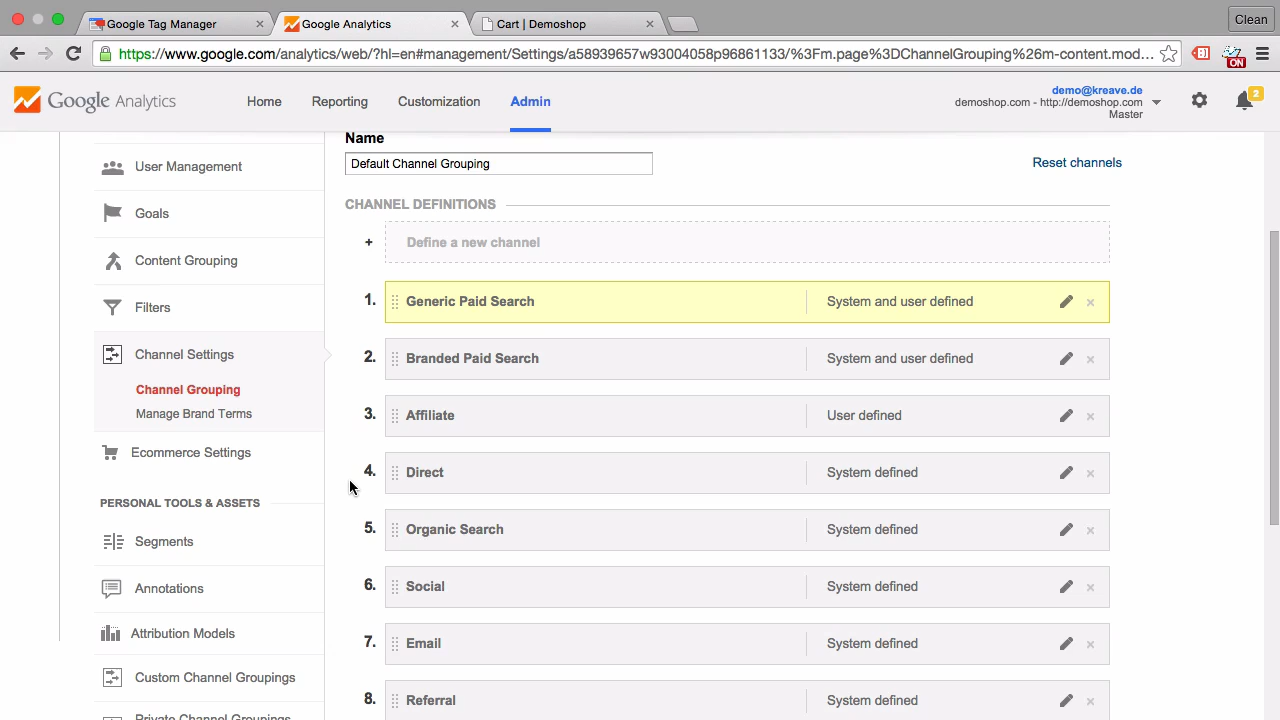 Google Tag Manager
Google Analytics
Cart | Demoshop
Clean
https://www.google.com/analytics/web/?hl=en#management/Settings/a58939657w93004058p96861133/%3Fm.page%3DChannelGrouping%26m-content.mod...
ON
Google Analytics
Home
Reporting
Customization
Admin
demo@kreave.de
demoshop.com - http://demoshop.com
Master
2
User Management
Goals
Content Grouping
Filters
Channel Settings
Channel Grouping
Manage Brand Terms
Ecommerce Settings
PERSONAL TOOLS & ASSETS
Segments
Annotations
Attribution Models
Custom Channel Groupings
Private Channel Groupings
Name
Default Channel Grouping
Reset channels
CHANNEL DEFINITIONS
+ Define a new channel
1. Generic Paid Search System and user defined
2. Branded Paid Search System and user defined
3. Affiliate User defined
4. Direct System defined
5. Organic Search System defined
6. Social System defined
7. Email System defined
8. Referral System defined